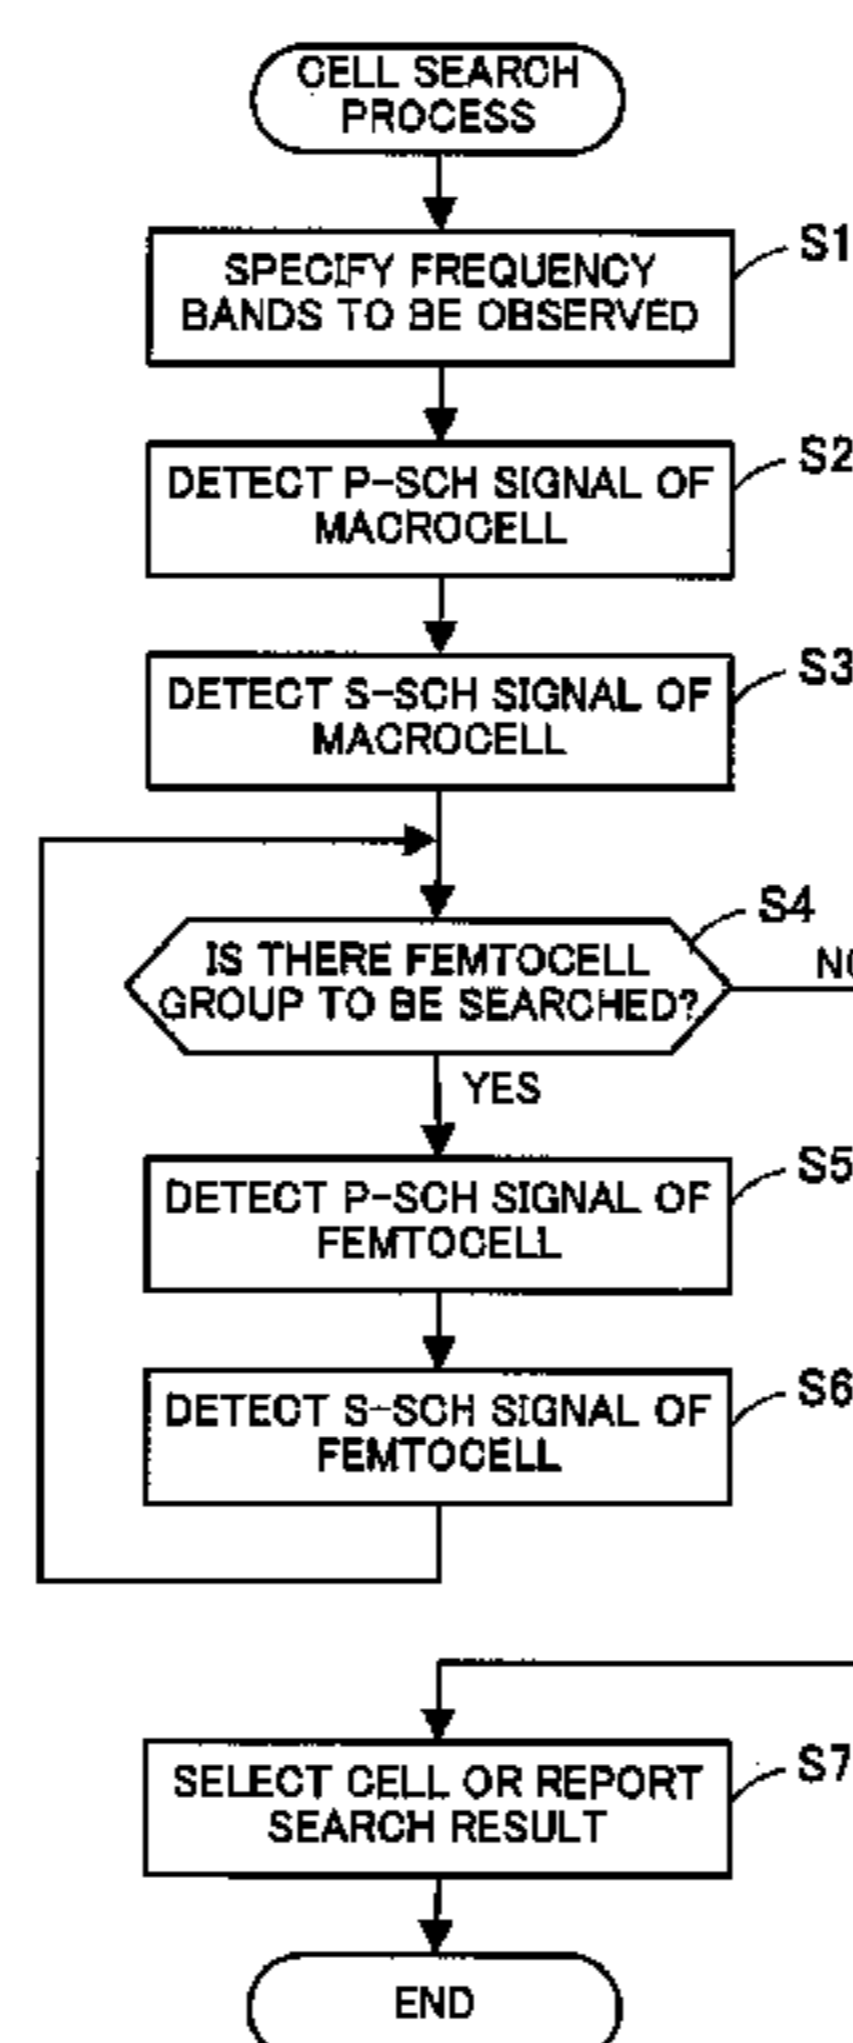 CELL SEARCH
PROCESS
S1
SPECIFY FREQUENCY
BANDS TO BE OBSERVED
S2
DETECT P-SCH SIGNAL OF
MACROCELL
S3
DETECT S-SCH SIGNAL OF
MACROCELL
S4
IS THERE FEMTOCELL
GROUP TO BE SEARCHED?
NO
YES
S5
DETECT P-SCH SIGNAL OF
FEMTOCELL
S6
DETECT S-SCH SIGNAL OF
FEMTOCELL
S7
SELECT CELL OR REPORT
SEARCH RESULT
END